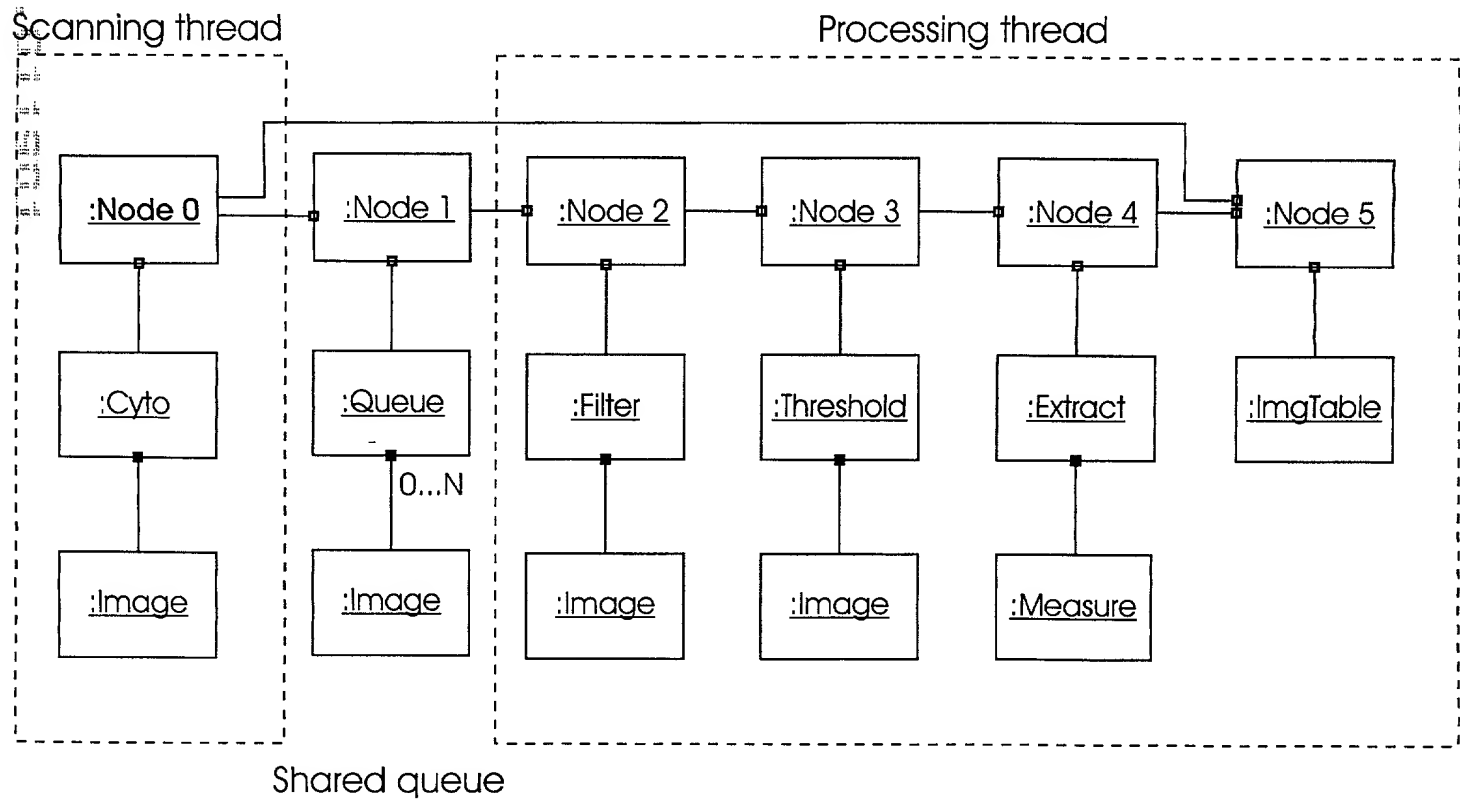 Scanning thread
Processing thread
:Node 0
:Node 1
:Node 2
:Node 3
:Node 4
:Node 5
:Cyto
:Queue
:Filter
:Threshold
:Extract
:ImgTable
0...N
:Image
:Image
:Image
:Image
:Measure
Shared queue